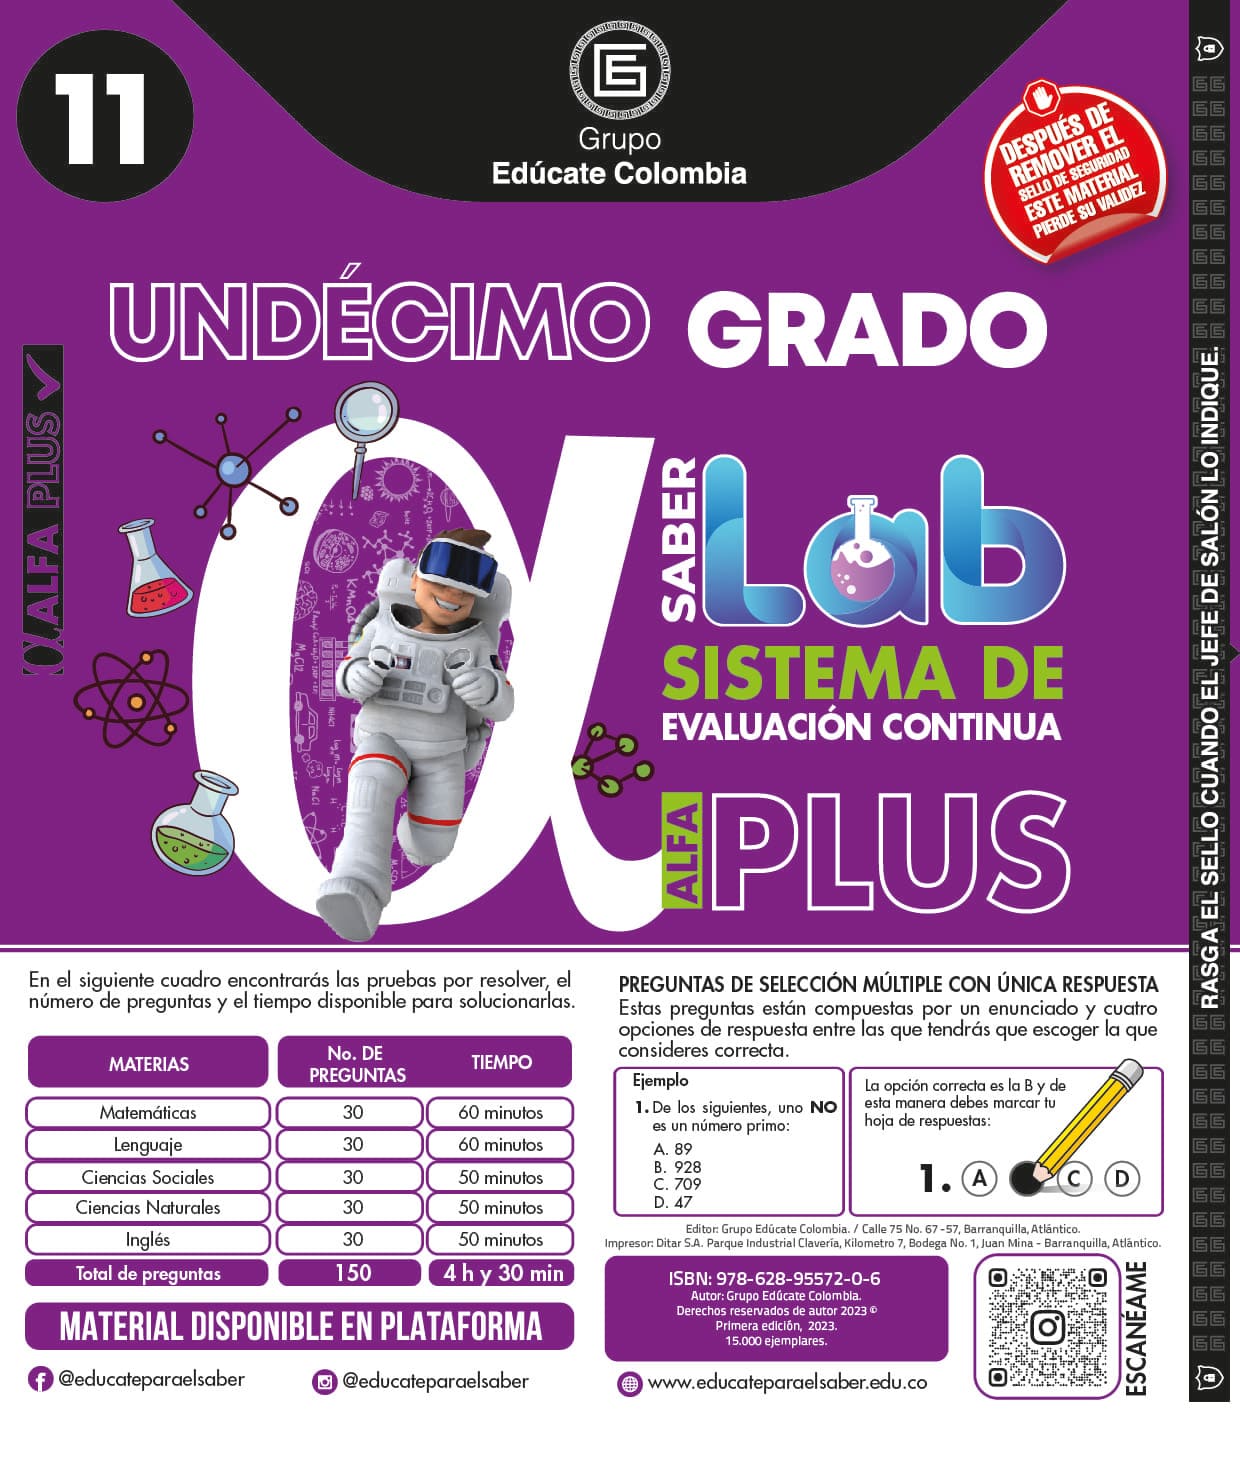 11
Grupo
Edúcate Colombia
DESPUÉS DE
REMOVER EL
SELLO DE SEGURIDAD
ESTE MATERIAL
PIERDE SU VALIDEZ
UNDÉCIMO GRADO
ALFA PLUS
SABER
Lab
SISTEMA DE
EVALUACIÓN CONTINUA
ALFA
PLUS
RASGA EL SELLO CUANDO EL JEFE DE SALÓN LO INDIQUE.
En el siguiente cuadro encontrarás las pruebas por resolver, el
número de preguntas y el tiempo disponible para solucionarlas.
MATERIAS No. DE PREGUNTAS TIEMPO
Matemáticas 30 60 minutos
Lenguaje 30 60 minutos
Ciencias Sociales 30 50 minutos
Ciencias Naturales 30 50 minutos
Inglés 30 50 minutos
Total de preguntas 150 4 h y 30 min
MATERIAL DISPONIBLE EN PLATAFORMA
@educateparaelsaber @educateparaelsaber
PREGUNTAS DE SELECCIÓN MÚLTIPLE CON ÚNICA RESPUESTA
Estas preguntas están compuestas por un enunciado y cuatro
opciones de respuesta entre las que tendrás que escoger la que
consideres correcta.
Ejemplo
1. De los siguientes, uno NO
es un número primo:
A. 89
B. 928
C. 709
D. 47
La opción correcta es la B y de
esta manera debes marcar tu
hoja de respuestas:
1. A C D
Editor: Grupo Edúcate Colombia. / Calle 75 No. 67 -57, Barranquilla, Atlántico.
Impresor: Ditar S.A. Parque Industrial Clavería, Kilometro 7, Bodega No. 1, Juan Mina - Barranquilla, Atlántico.
ISBN: 978-628-95572-0-6
Autor: Grupo Edúcate Colombia.
Derechos reservados de autor 2023 ©
Primera edición, 2023.
15.000 ejemplares.
www.educateparaelsaber.edu.co
ESCANÉAME